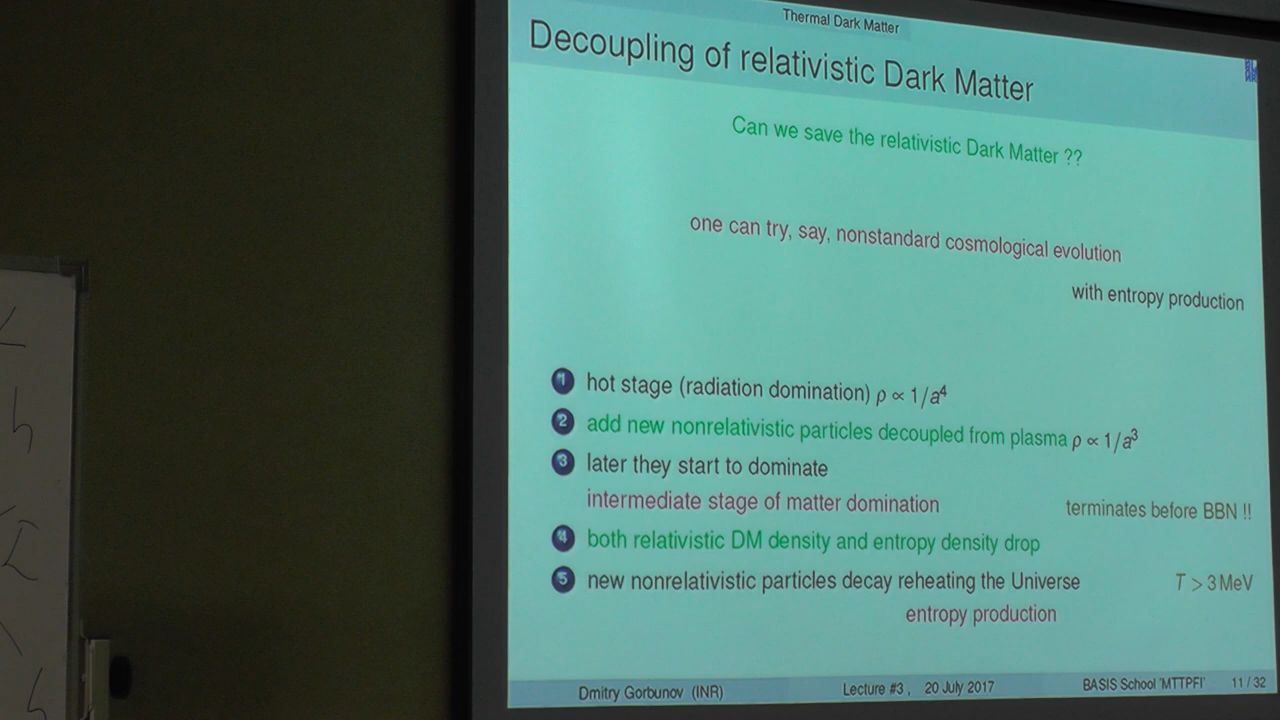 Thermal Dark Matter
Decoupling of relativistic Dark Matter
Can we save the relativistic Dark Matter ??
one can try, say, nonstandard cosmological evolution
with entropy production
1 hot stage (radiation domination) ρ ∝ 1/a⁴
2 add new nonrelativistic particles decoupled from plasma ρ ∝ 1/a³
3 later they start to dominate
intermediate stage of matter domination terminates before BBN !!
4 both relativistic DM density and entropy density drop
5 new nonrelativistic particles decay reheating the Universe T > 3 MeV
entropy production
Dmitry Gorbunov (INR) Lecture #3 , 20 July 2017 BASIS School 'MTTPFI' 11 / 32